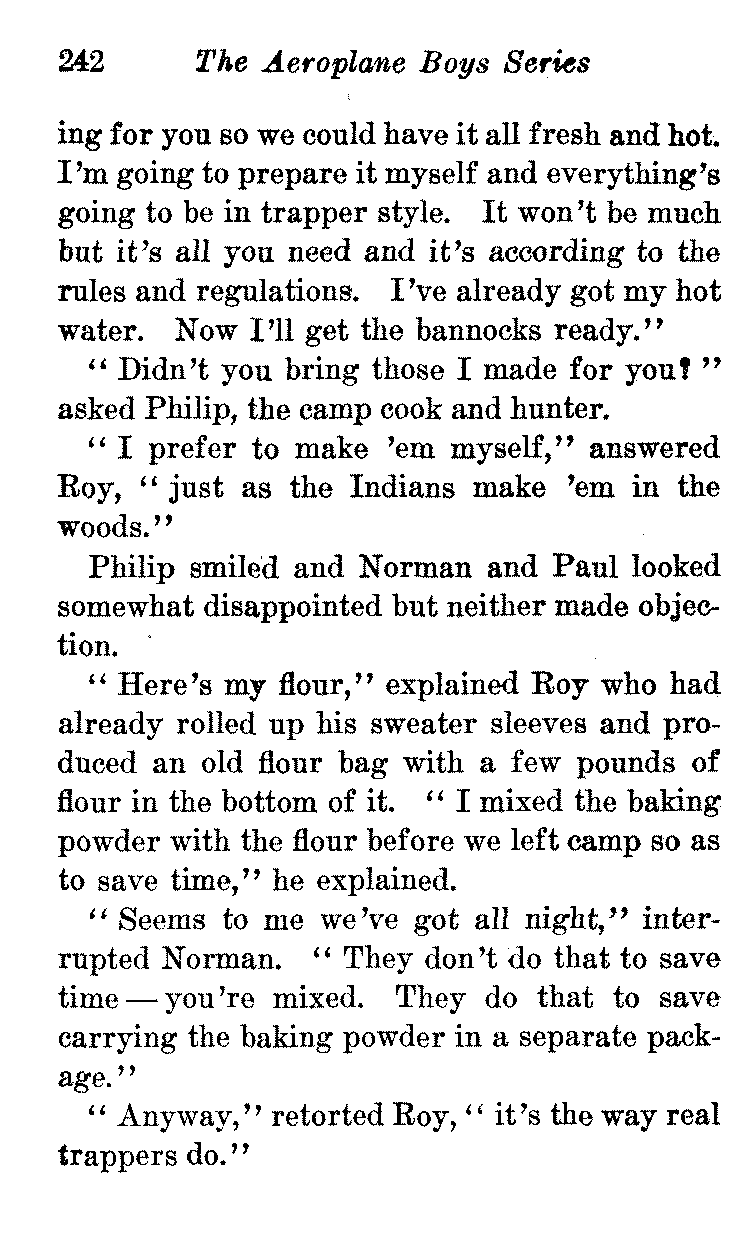 242 The Aeroplane Boys Series
ing for you so we could have it all fresh and hot.
I'm going to prepare it myself and everything's
going to be in trapper style. It won't be much
but it's all you need and it's according to the
rules and regulations. I've already got my hot
water. Now I'll get the bannocks ready."
" Didn't you bring those I made for you? "
asked Philip, the camp cook and hunter.
" I prefer to make 'em myself," answered
Roy, " just as the Indians make 'em in the
woods."
Philip smiled and Norman and Paul looked
somewhat disappointed but neither made objec-
tion.
" Here's my flour," explained Roy who had
already rolled up his sweater sleeves and pro-
duced an old flour bag with a few pounds of
flour in the bottom of it. " I mixed the baking
powder with the flour before we left camp so as
to save time," he explained.
" Seems to me we've got all night," inter-
rupted Norman. " They don't do that to save
time — you're mixed. They do that to save
carrying the baking powder in a separate pack-
age."
" Anyway," retorted Roy, " it's the way real
trappers do."